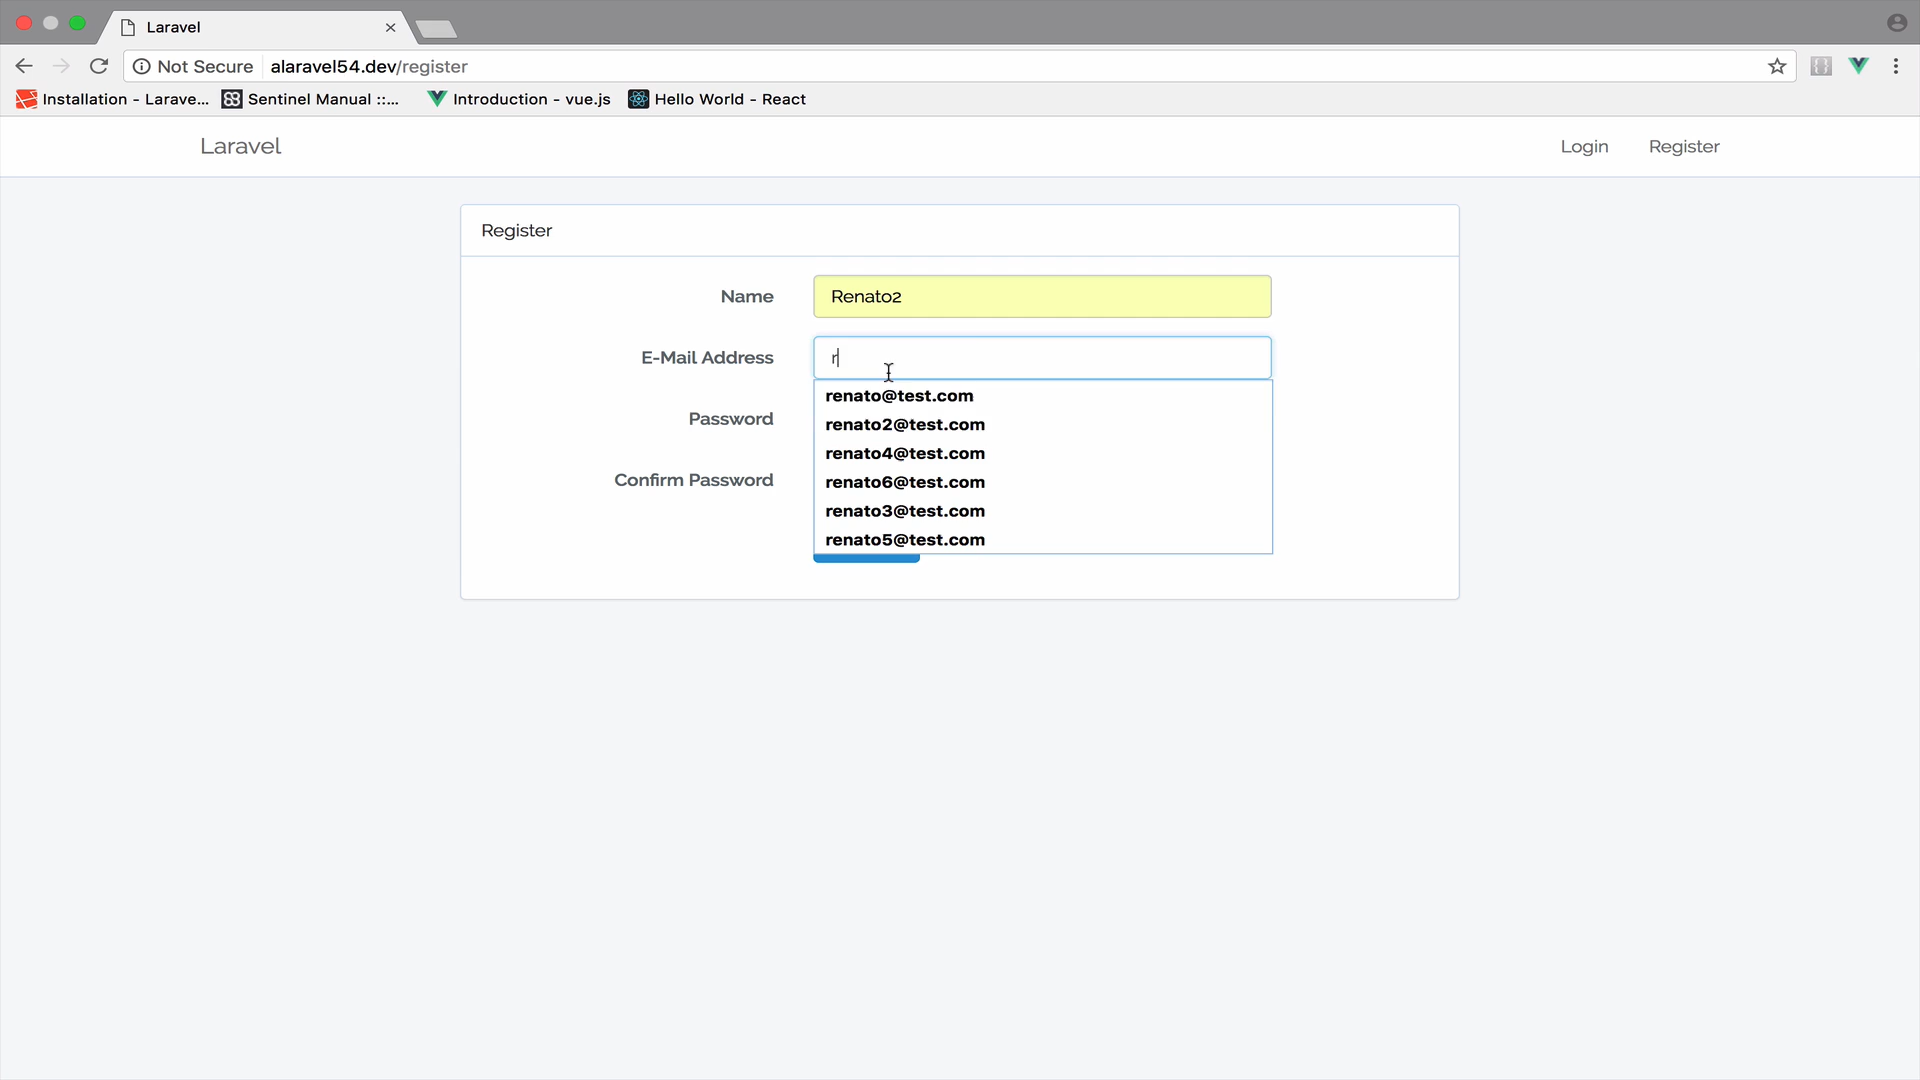 Laravel
Not Secure alaravel54.dev/register
Installation - Larave... Sentinel Manual ::... Introduction - vue.js Hello World - React
Laravel Login Register
Register
Name Renato2
E-Mail Address r
renato@test.com
Password renato2@test.com
renato4@test.com
Confirm Password renato6@test.com
renato3@test.com
renato5@test.com